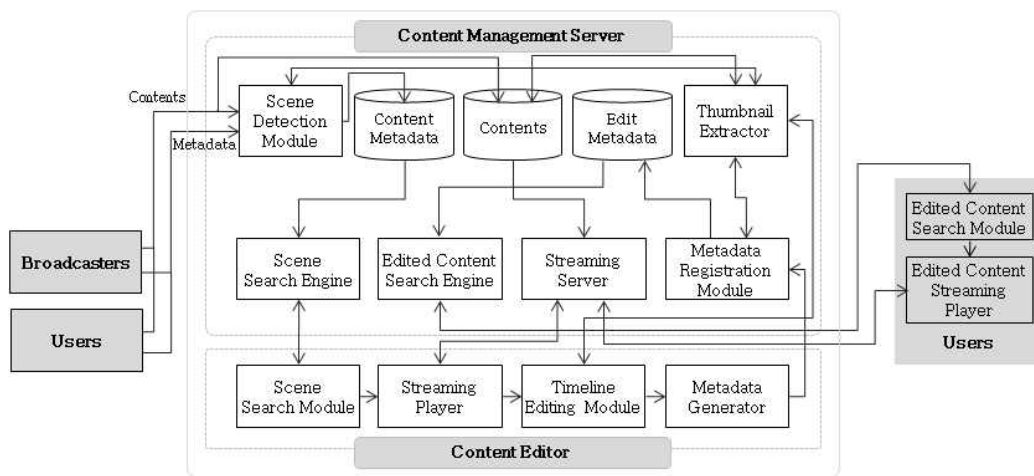 Content Management Server
Contents
Metadata
Scene
Detection
Module
Content
Metadata
Contents
Edit
Metadata
Thumbnail
Extractor
Broadcasters
Users
Scene
Search Engine
Edited Content
Search Engine
Streaming
Server
Metadata
Registration
Module
Edited Content
Search Module
Edited Content
Streaming
Player
Users
Scene
Search Module
Streaming
Player
Timeline
Editing Module
Metadata
Generator
Content Editor